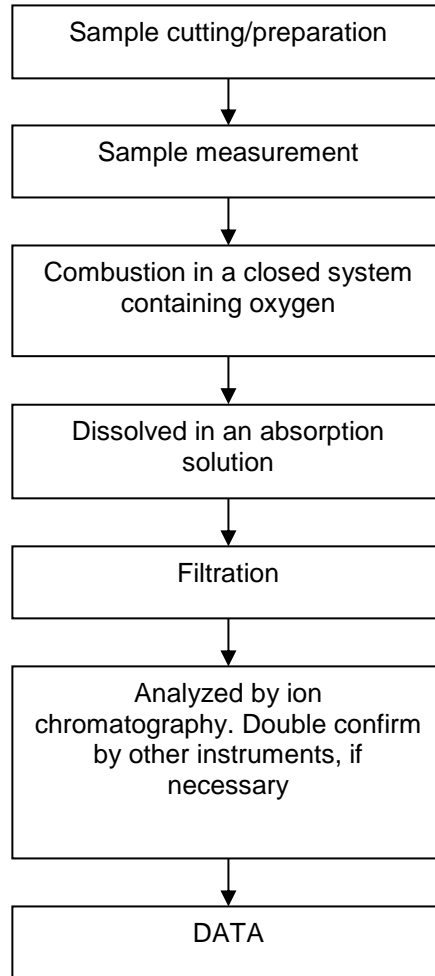 Sample cutting/preparation
Sample measurement
Combustion in a closed system
containing oxygen
Dissolved in an absorption
solution
Filtration
Analyzed by ion
chromatography. Double confirm
by other instruments, if
necessary
DATA